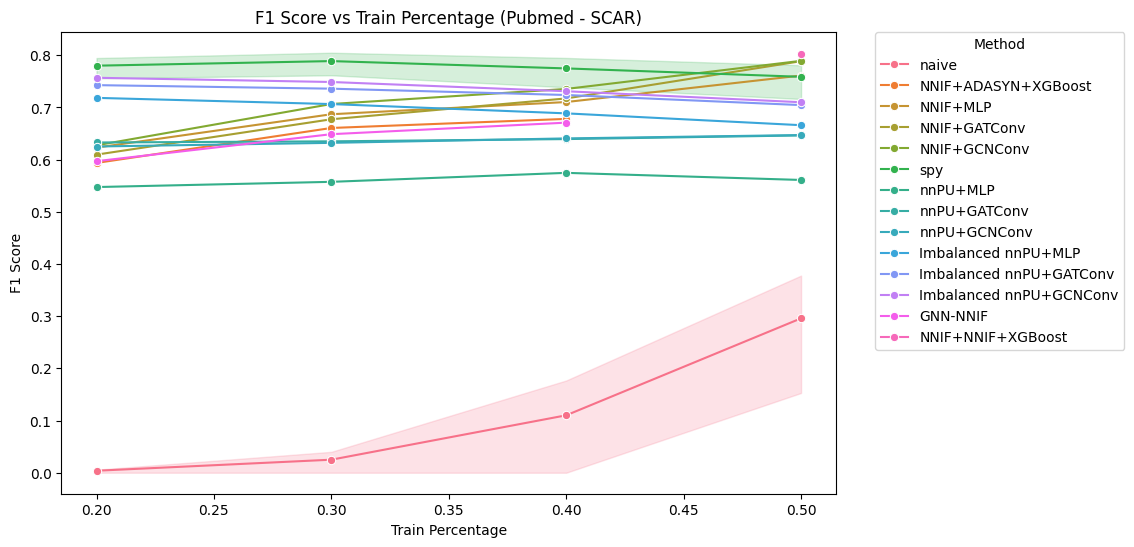 F1 Score vs Train Percentage (Pubmed - SCAR)
F1 Score
0.8
0.7
0.6
0.5
0.4
0.3
0.2
0.1
0.0
0.20
0.25
0.30
0.35
0.40
0.45
0.50
Train Percentage
Method
naive
NNIF+ADASYN+XGBoost
NNIF+MLP
NNIF+GATConv
NNIF+GCNConv
spy
nnPU+MLP
nnPU+GATConv
nnPU+GCNConv
Imbalanced nnPU+MLP
Imbalanced nnPU+GATConv
Imbalanced nnPU+GCNConv
GNN-NNIF
NNIF+NNIF+XGBoost